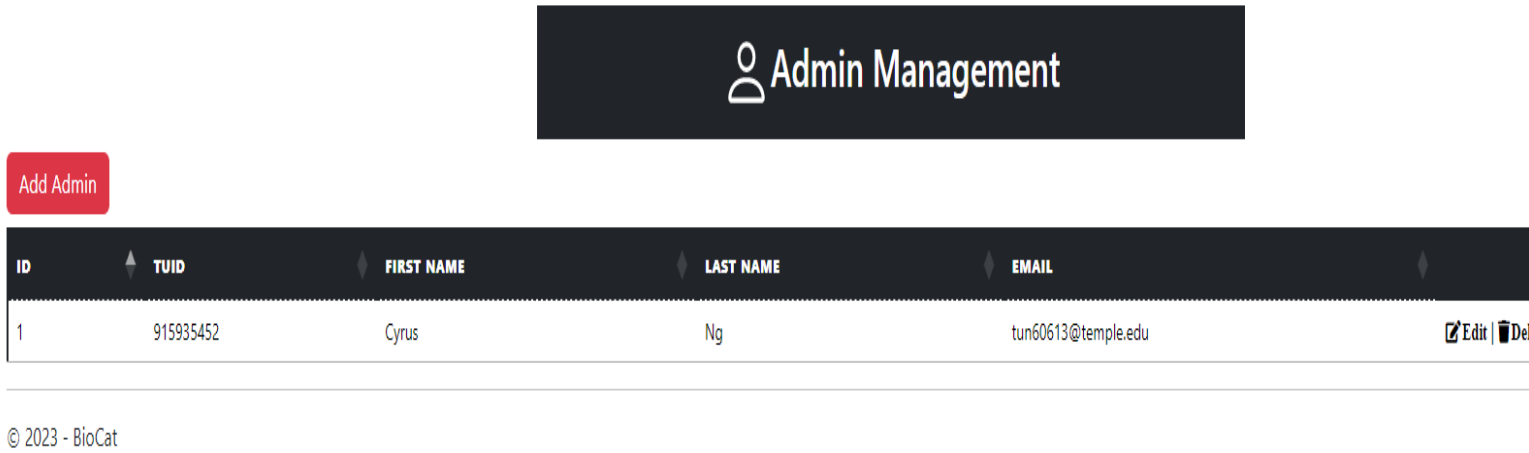 Admin Management
Add Admin
ID TUID FIRST NAME LAST NAME EMAIL
1 915935452 Cyrus Ng tun60613@temple.edu Edit | Del
© 2023 - BioCat